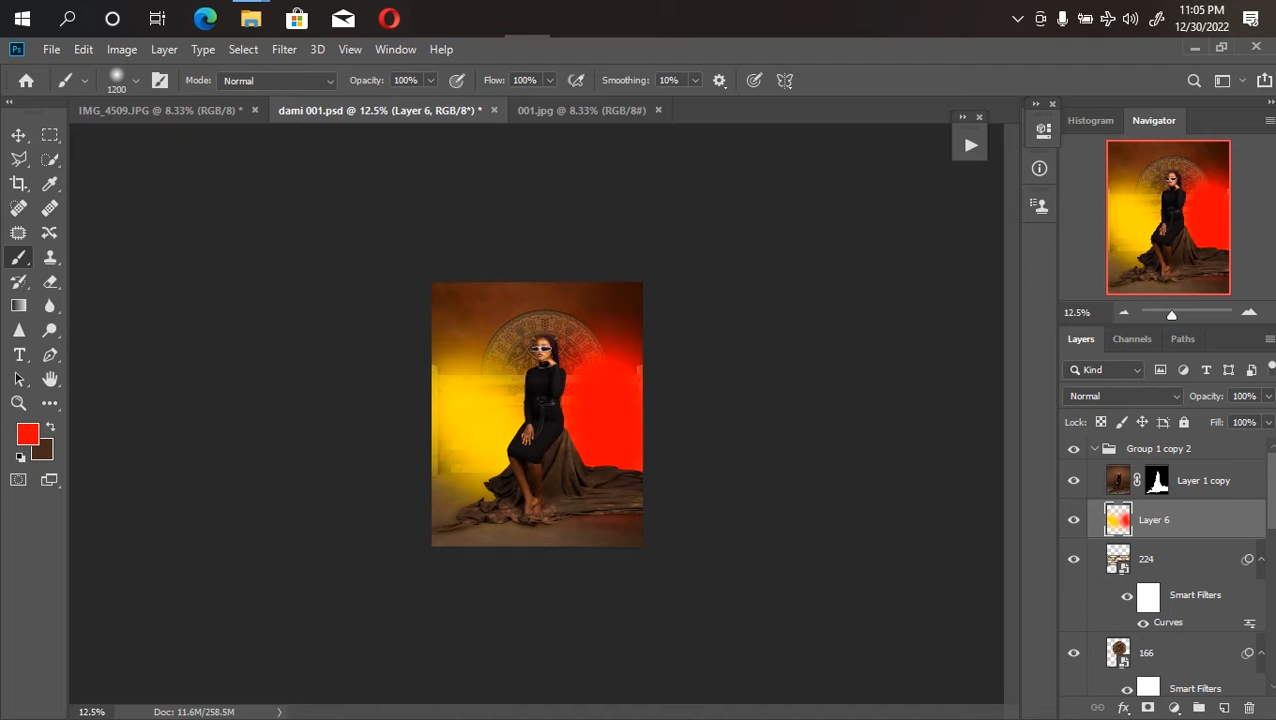 11:05 PM
12/30/2022
Ps File Edit Image Layer Type Select Filter 3D View Window Help
1200 Mode: Normal Opacity: 100% Flow: 100% Smoothing: 10%
IMG_4509.JPG @ 8.33% (RGB/8) * dami 001.psd @ 12.5% (Layer 6, RGB/8*) * 001.jpg @ 8.33% (RGB/8#)
Histogram Navigator
12.5%
Layers Channels Paths
Kind
Normal Opacity: 100%
Lock: Fill: 100%
Group 1 copy 2
Layer 1 copy
Layer 6
224
Smart Filters
Curves
166
Smart Filters
12.5% Doc: 11.6M/258.5M
fx